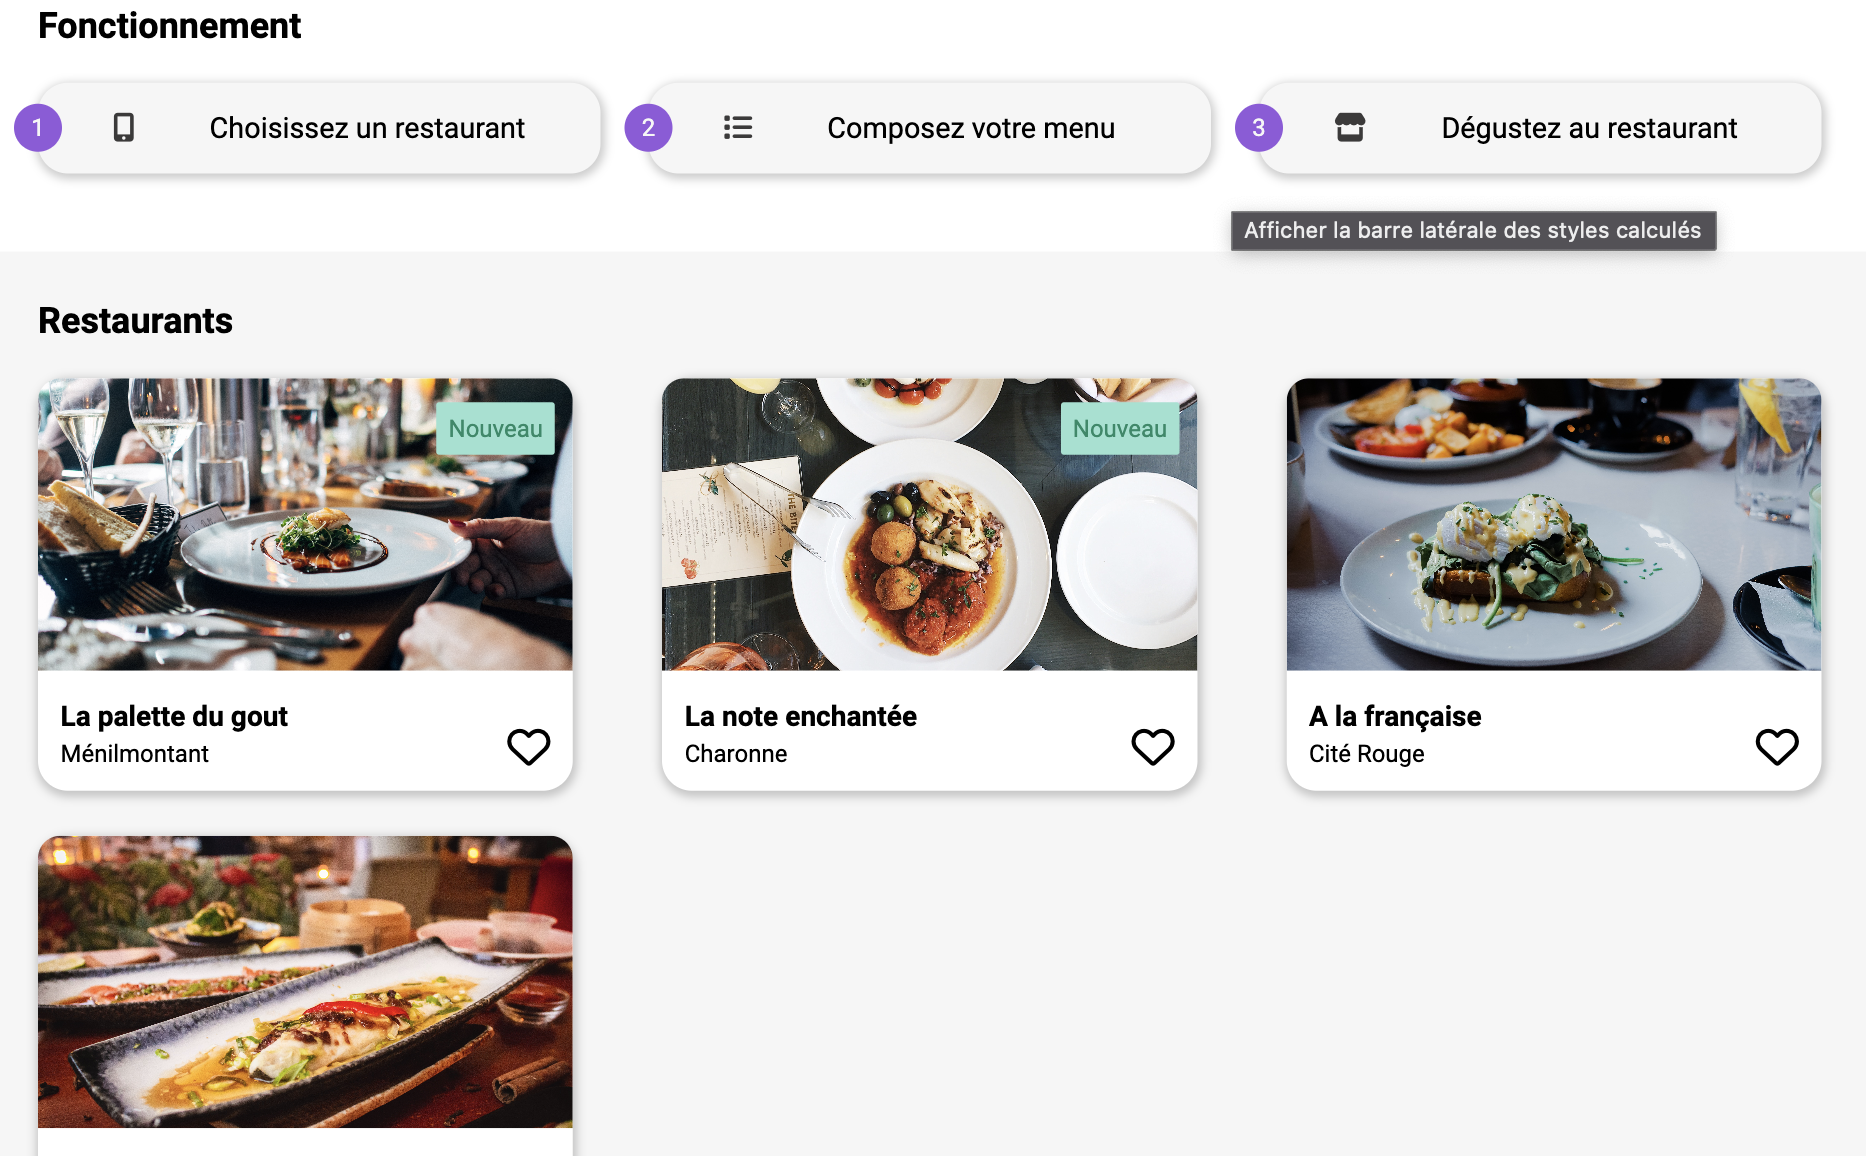 Fonctionnement
1 Choisissez un restaurant
2 Composez votre menu
3 Dégustez au restaurant
Afficher la barre latérale des styles calculés
Restaurants
Nouveau
Nouveau
La palette du gout
Ménilmontant
La note enchantée
Charonne
A la française
Cité Rouge